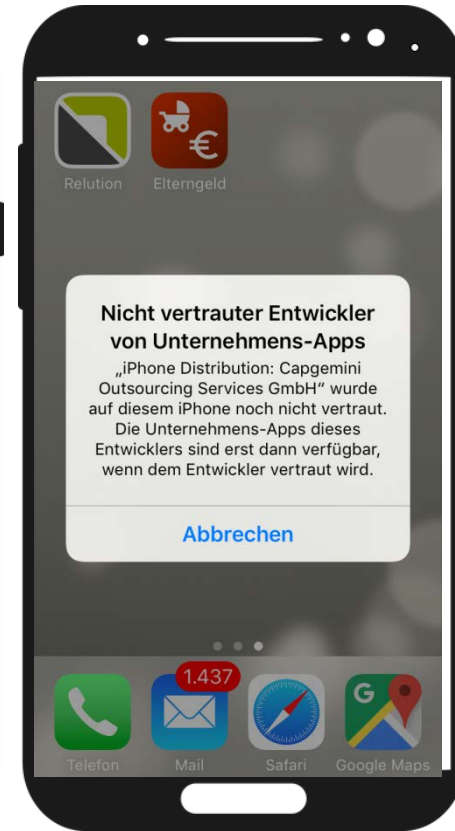 Relution Elterngeld
€
Nicht vertrauter Entwickler
von Unternehmens-Apps
„iPhone Distribution: Capgemini
Outsourcing Services GmbH“ wurde
auf diesem iPhone noch nicht vertraut.
Die Unternehmens-Apps dieses
Entwicklers sind erst dann verfügbar,
wenn dem Entwickler vertraut wird.
Abbrechen
1.437
G
Telefon Mail Safari Google Maps